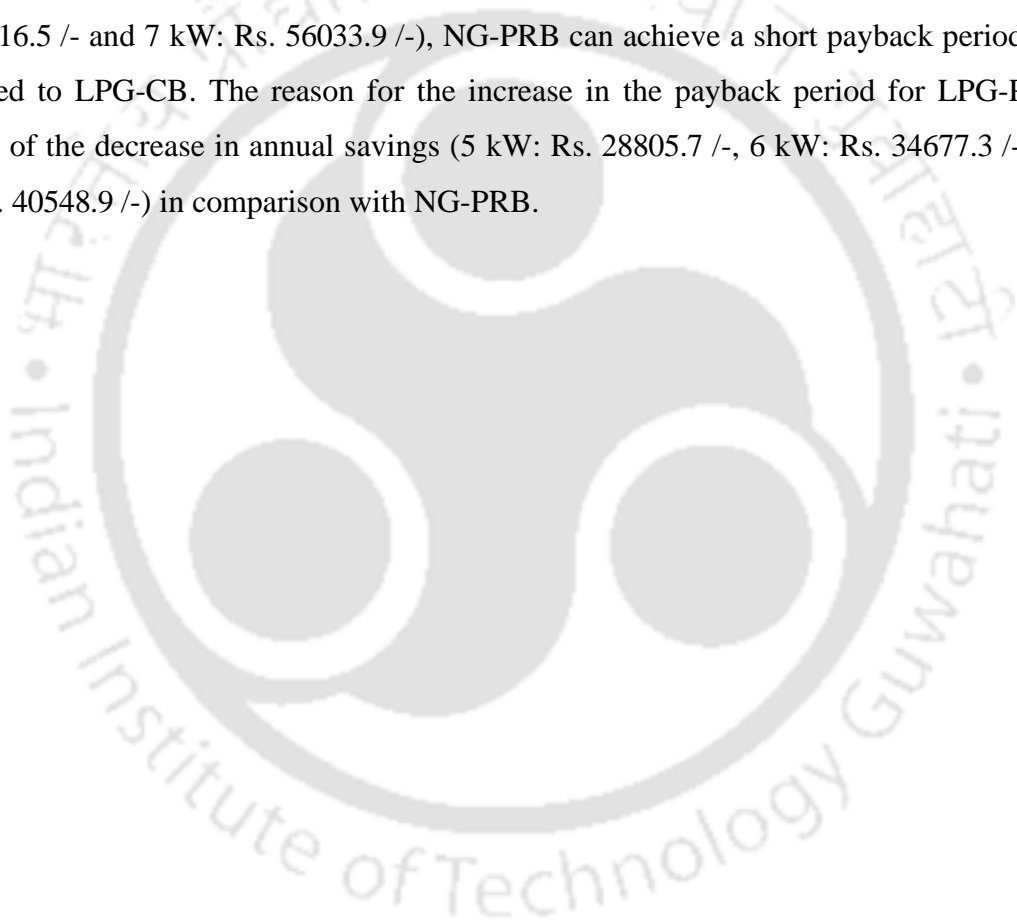 16.5 /- and 7 kW: Rs. 56033.9 /-), NG-PRB can achieve a short payback period
ed to LPG-CB. The reason for the increase in the payback period for LPG-
of the decrease in annual savings (5 kW: Rs. 28805.7 /-, 6 kW: Rs. 34677.3 /-
. 40548.9 /-) in comparison with NG-PRB.
Indian Institute of Technology Guwahati